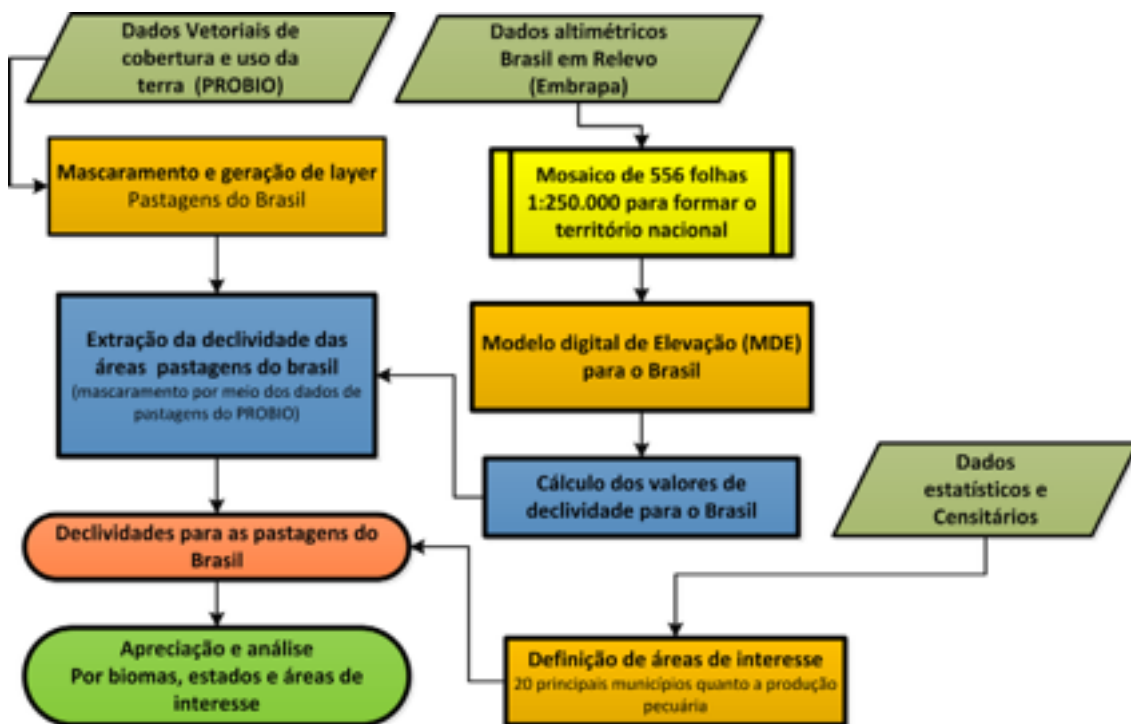 Dados Vetoriais de
cobertura e uso da
terra (PROBIO)
Dados altimétricos
Brasil em Relevo
(Embrapa)
Mascaramento e geração de layer
Pastagens do Brasil
Mosaico de 556 folhas
1:250.000 para formar o
território nacional
Extração da declividade das
áreas pastagens do brasil
(mascaramento por meio dos dados de
pastagens do PROBIO)
Modelo digital de Elevação (MDE)
para o Brasil
Cálculo dos valores de
declividade para o Brasil
Dados
estatísticos e
Censitários
Declividades para as pastagens do
Brasil
Apreciação e análise
Por biomas, estados e áreas de
interesse
Definição de áreas de interesse
20 principais municípios quanto a produção
pecuária